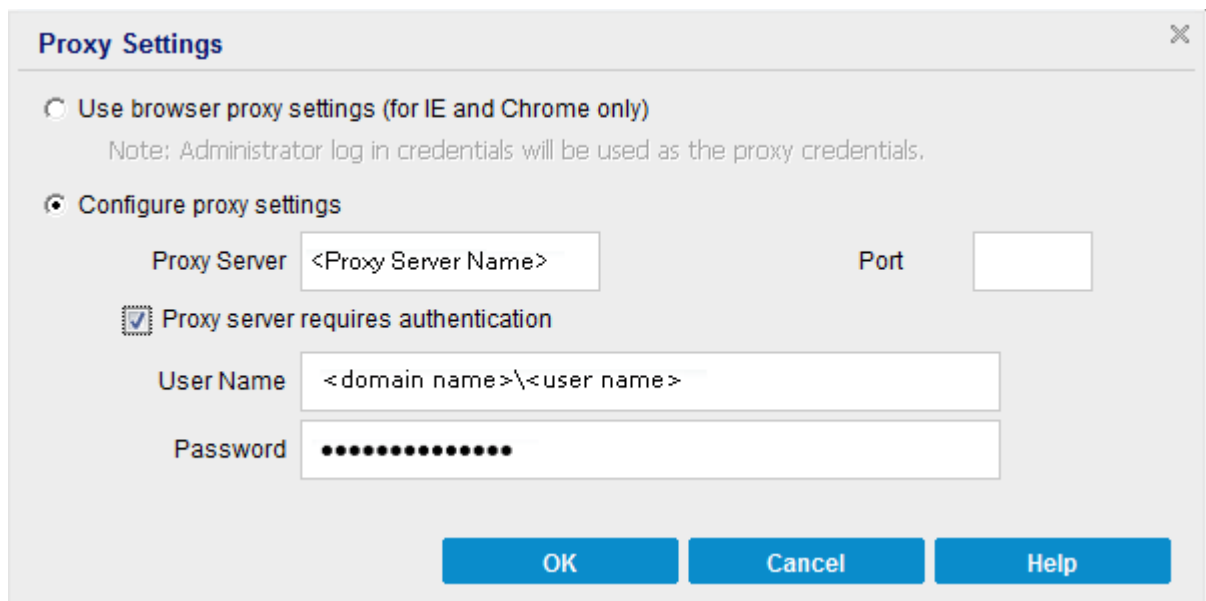 Proxy Settings
Use browser proxy settings (for IE and Chrome only)
Note: Administrator log in credentials will be used as the proxy credentials.
Configure proxy settings
Proxy Server <Proxy Server Name> Port
Proxy server requires authentication
User Name <domain name>\<user name>
Password ••••••••••••••
OK Cancel Help